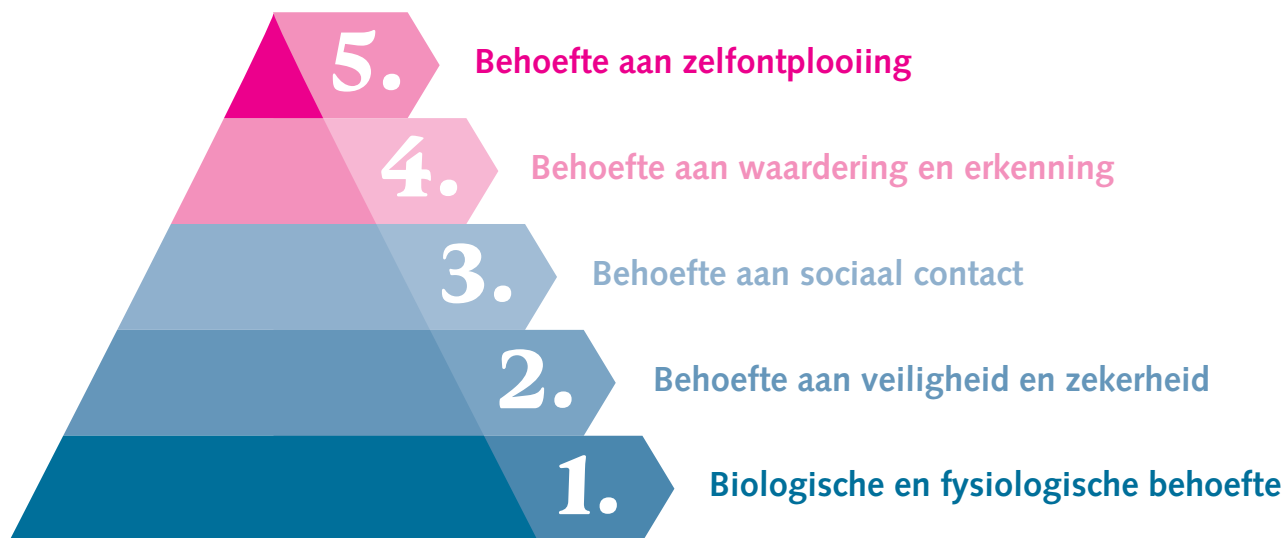 5. Behoefte aan zelfontplooiing
4. Behoefte aan waardering en erkenning
3. Behoefte aan sociaal contact
2. Behoefte aan veiligheid en zekerheid
1. Biologische en fysiologische behoefte